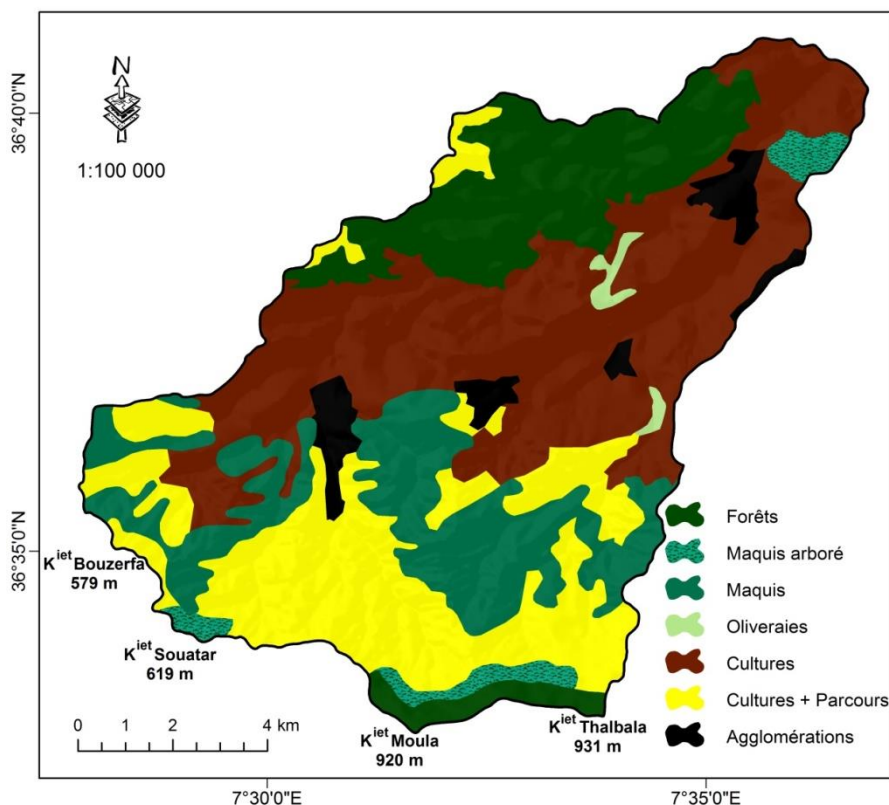 N
1:100 000
36°40'0"N
36°35'0"N
K^iet Bouzerfa
579 m
K^iet Souatar
619 m
K^iet Moula
920 m
K^iet Thalbala
931 m
Forêts
Maquis arboré
Maquis
Oliveraies
Cultures
Cultures + Parcours
Agglomérations
0 1 2 4 km
7°30'0"E
7°35'0"E